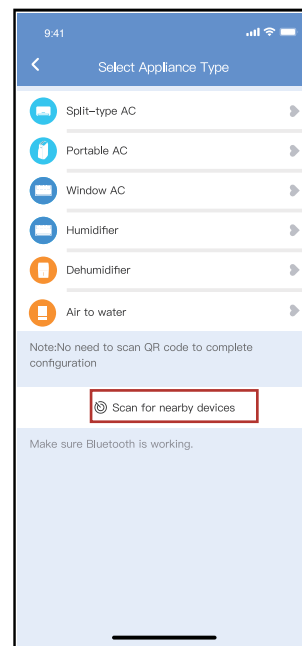 9:41
Select Appliance Type
Split-type AC
Portable AC
Window AC
Humidifier
Dehumidifier
Air to water
Note:No need to scan QR code to complete
configuration
Scan for nearby devices
Make sure Bluetooth is working.